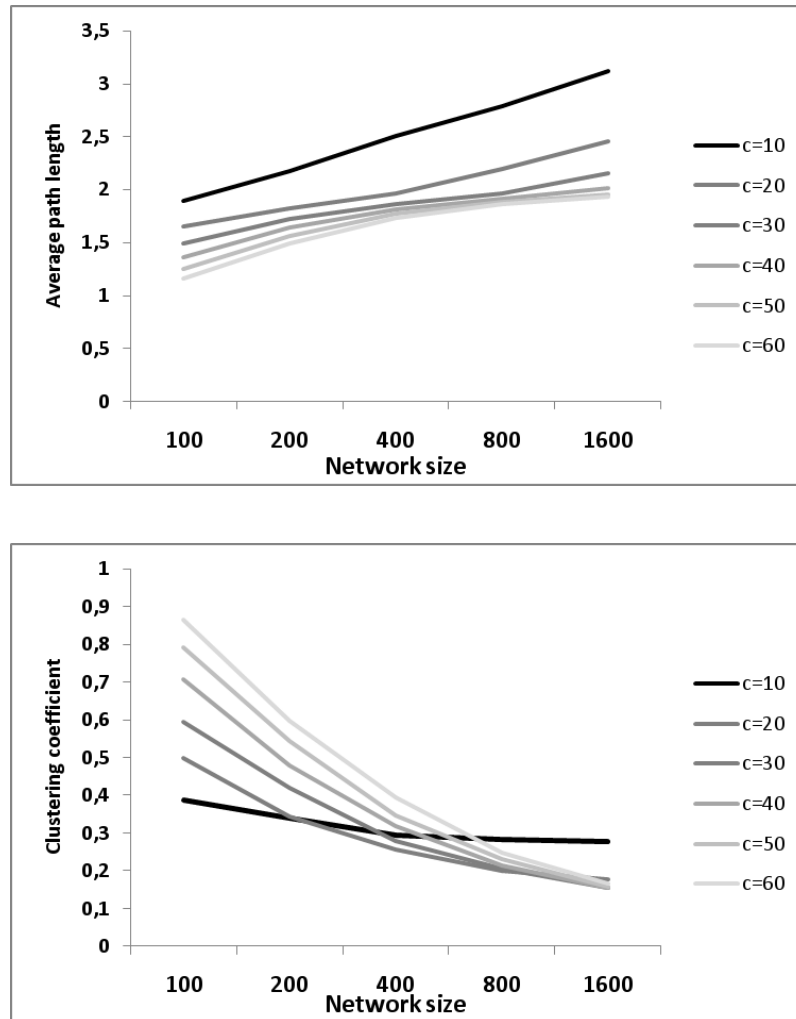 3,5
3
2,5
2
1,5
1
0,5
0
Average path length
100 200 400 800 1600
Network size
c=10
c=20
c=30
c=40
c=50
c=60
1
0,9
0,8
0,7
0,6
0,5
0,4
0,3
0,2
0,1
0
Clustering coefficient
100 200 400 800 1600
Network size
c=10
c=20
c=30
c=40
c=50
c=60